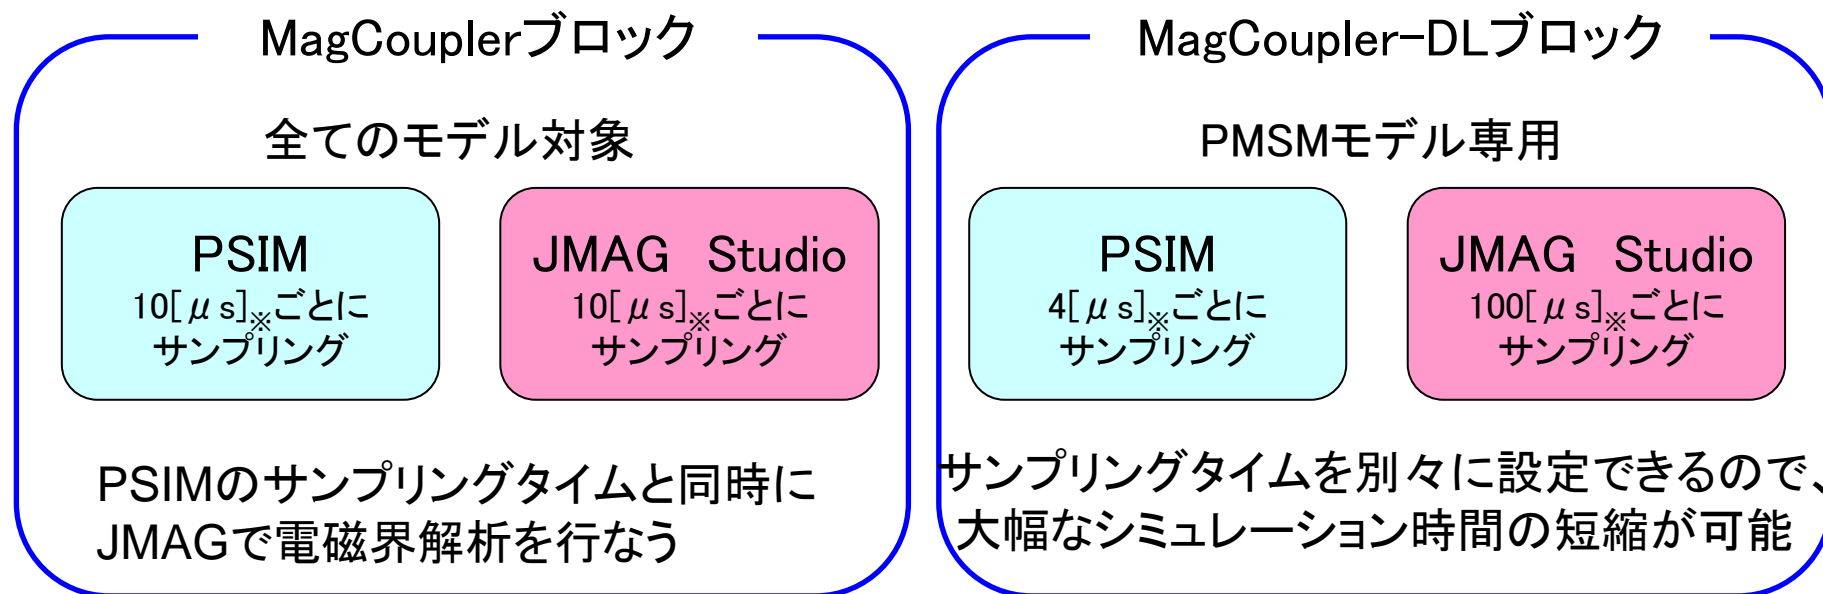 MagCouplerブロック
全てのモデル対象
PSIM
10[μs]※ごとに
サンプリング
JMAG Studio
10[μs]※ごとに
サンプリング
PSIMのサンプリングタイムと同時に
JMAGで電磁界解析を行なう
MagCoupler-DLブロック
PMSMモデル専用
PSIM
4[μs]※ごとに
サンプリング
JMAG Studio
100[μs]※ごとに
サンプリング
サンプリングタイムを別々に設定できるので、
大幅なシミュレーション時間の短縮が可能